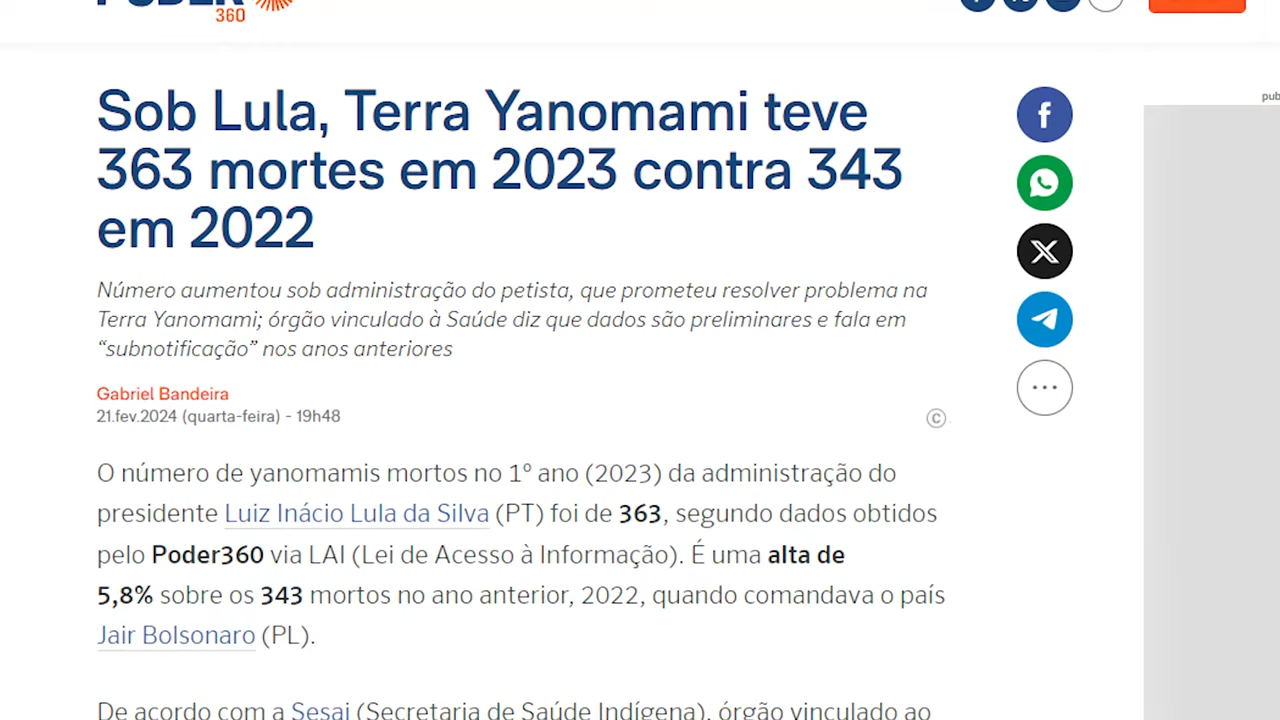 PODER
360
pub
Sob Lula, Terra Yanomami teve
363 mortes em 2023 contra 343
em 2022
Número aumentou sob administração do petista, que prometeu resolver problema na
Terra Yanomami; órgão vinculado à Saúde diz que dados são preliminares e fala em
“subnotificação” nos anos anteriores
Gabriel Bandeira
21.fev.2024 (quarta-feira) - 19h48
O número de yanomamis mortos no 1º ano (2023) da administração do
presidente Luiz Inácio Lula da Silva (PT) foi de 363, segundo dados obtidos
pelo Poder360 via LAI (Lei de Acesso à Informação). É uma alta de
5,8% sobre os 343 mortos no ano anterior, 2022, quando comandava o país
Jair Bolsonaro (PL).
De acordo com a Sesai (Secretaria de Saúde Indígena), órgão vinculado ao